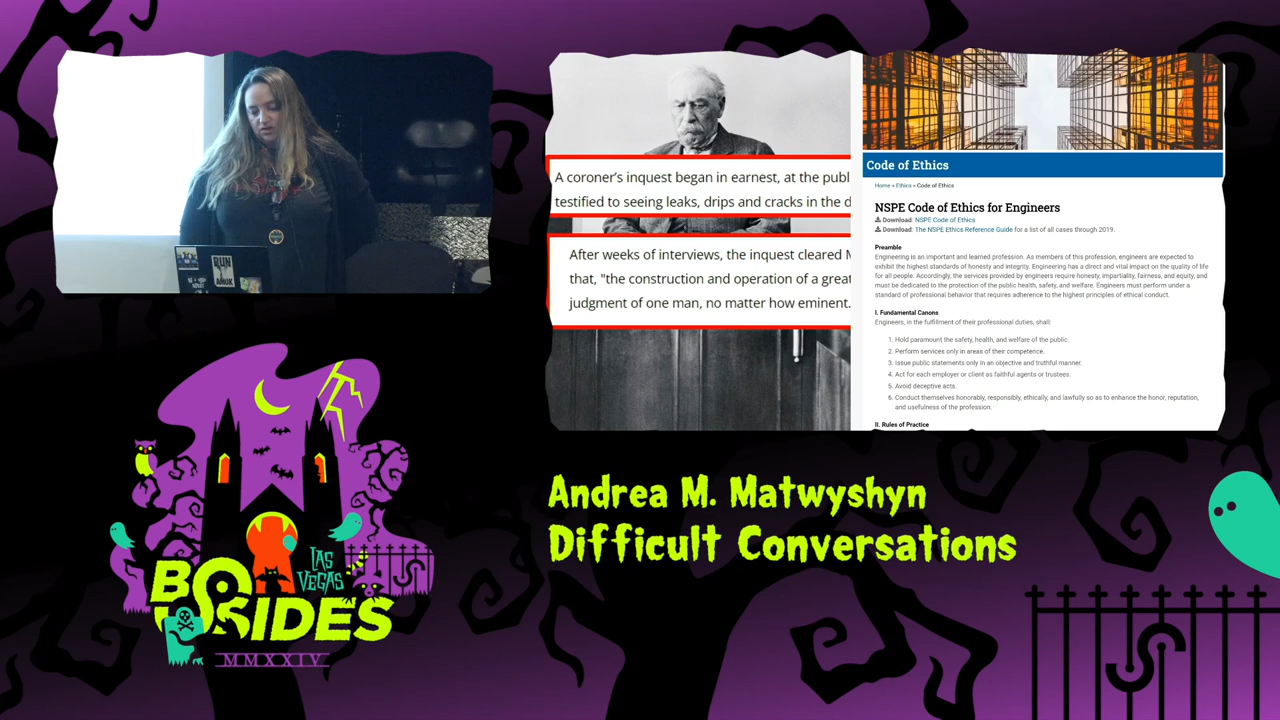 RUN
A coroner's inquest began in earnest, at the publ
testified to seeing leaks, drips and cracks in the d
After weeks of interviews, the inquest cleared M
that, "the construction and operation of a great
judgment of one man, no matter how eminent.
Code of Ethics
Home » Ethics » Code of Ethics
NSPE Code of Ethics for Engineers
Download: NSPE Code of Ethics
Download: The NSPE Ethics Reference Guide for a list of all cases through 2019.
Preamble
Engineering is an important and learned profession. As members of this profession, engineers are expected to
exhibit the highest standards of honesty and integrity. Engineering has a direct and vital impact on the quality of life
for all people. Accordingly, the services provided by engineers require honesty, impartiality, fairness, and equity, and
must be dedicated to the protection of the public health, safety, and welfare. Engineers must perform under a
standard of professional behavior that requires adherence to the highest principles of ethical conduct.
I. Fundamental Canons
Engineers, in the fulfillment of their professional duties, shall:
1. Hold paramount the safety, health, and welfare of the public.
2. Perform services only in areas of their competence.
3. Issue public statements only in an objective and truthful manner.
4. Act for each employer or client as faithful agents or trustees.
5. Avoid deceptive acts.
6. Conduct themselves honorably, responsibly, ethically, and lawfully so as to enhance the honor, reputation,
and usefulness of the profession.
II. Rules of Practice
Andrea M. Matwyshyn
Difficult Conversations
LAS
VEGAS
BSIDES
MMXXIV